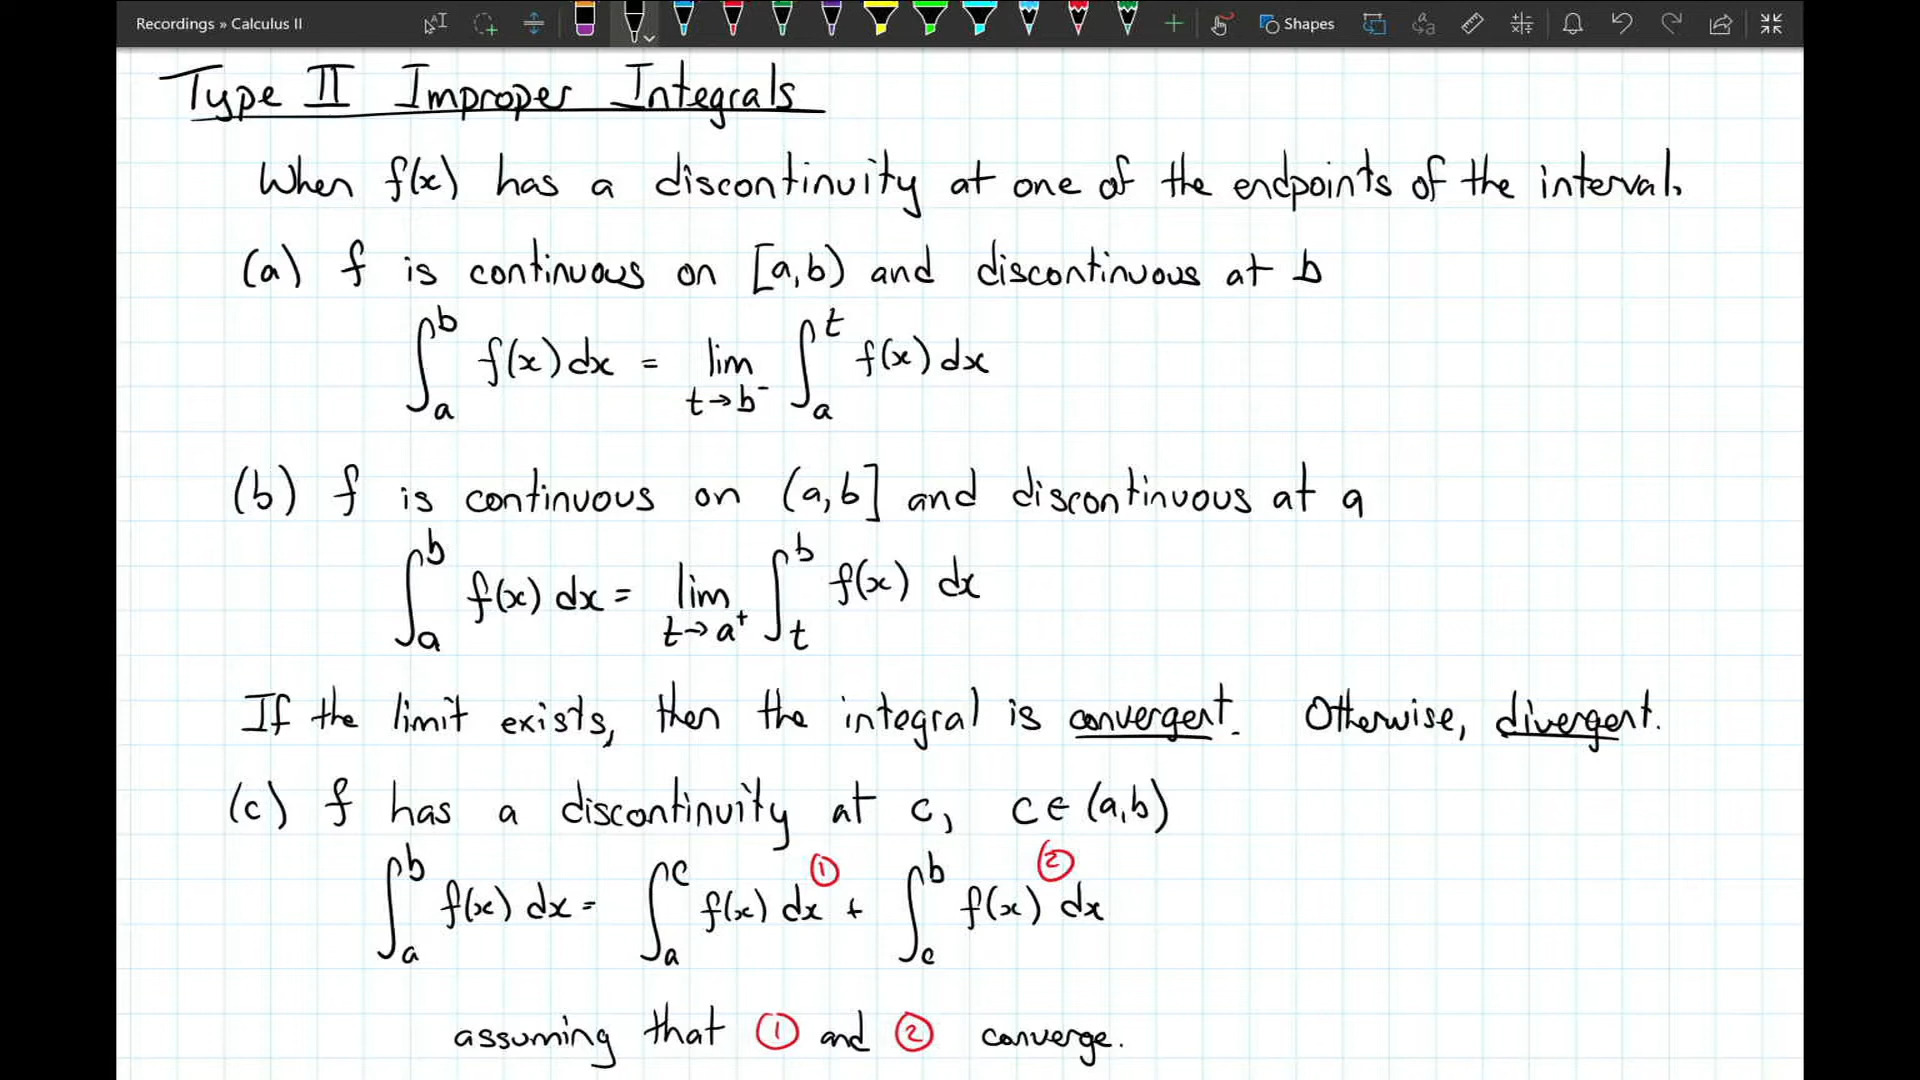 Recordings » Calculus II
Shapes
Type II Improper Integrals
When f(x) has a discontinuity at one of the endpoints of the interval.
(a) f is continuous on [a,b) and discontinuous at b
∫_a^b f(x) dx = lim_{t→b⁻} ∫_a^t f(x) dx
(b) f is continuous on (a,b] and discontinuous at a
∫_a^b f(x) dx = lim_{t→a⁺} ∫_t^b f(x) dx
If the limit exists, then the integral is convergent. Otherwise, divergent.
(c) f has a discontinuity at c, c∈(a,b)
∫_a^b f(x) dx = ∫_a^c f(x) dx ① + ∫_c^b f(x) dx ②
assuming that ① and ② converge.